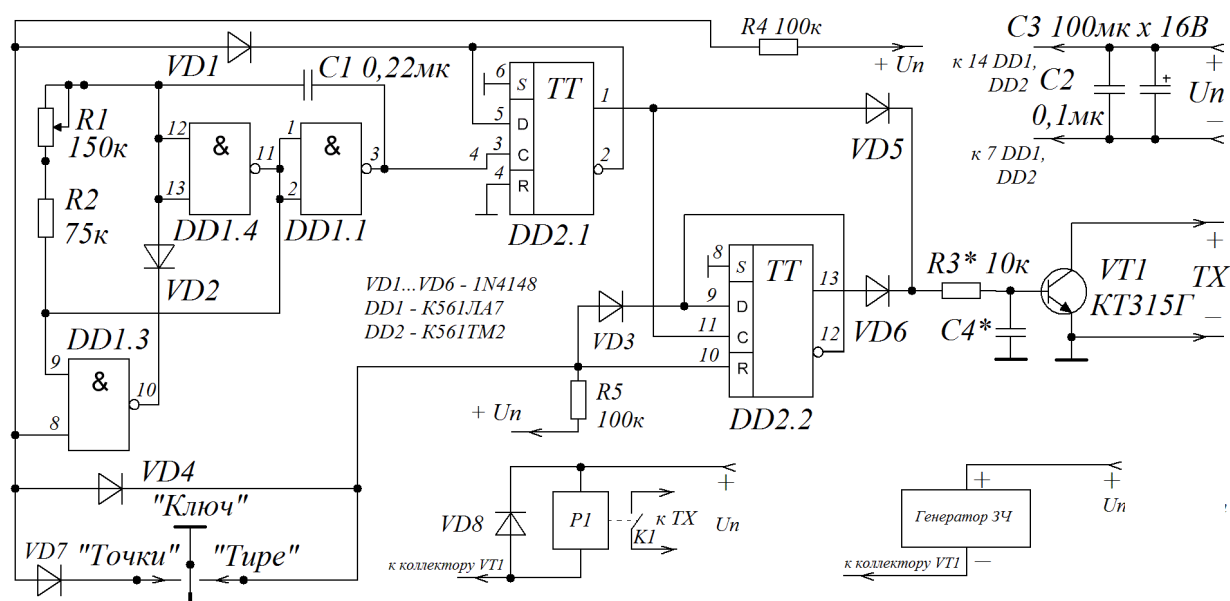 R4 100к
+ Uп
C3 100мк х 16В
к 14 DD1,
DD2
C2
0,1мк
+
+
Uп
−
к 7 DD1,
DD2
VD1
C1 0,22мк
R1
150к
R2
75к
12
13
&
11
DD1.4
1
2
&
3
DD1.1
4
6
5
3
4
S
D
C
R
TT
1
2
DD2.1
VD5
VD2
VD1...VD6 - 1N4148
DD1 - К561ЛА7
DD2 - К561ТМ2
VD3
8
9
11
10
S
D
C
R
TT
13
12
DD2.2
VD6
R3* 10к
C4*
VT1
КТ315Г
+
TX
−
DD1.3
9
8
&
10
R5
100к
+ Uп
VD4
"Ключ"
VD7
"Точки"
"Тире"
VD8
P1
K1
к TX
+
Uп
к коллектору VT1
+
Генератор ЗЧ
−
+
Uп
к коллектору VT1